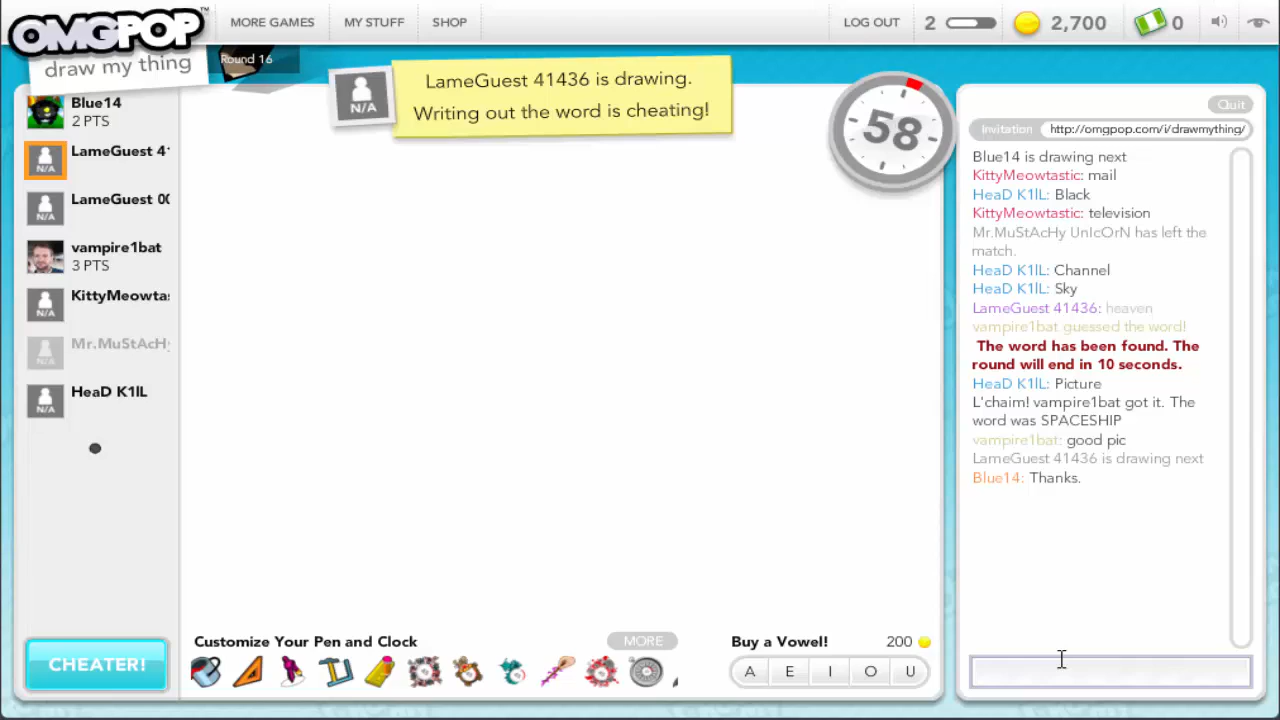 OMGPOP™
MORE GAMES
MY STUFF
SHOP
LOG OUT
2
2,700
0
draw my thing
Round 16
N/A
LameGuest 41436 is drawing.
Writing out the word is cheating!
58
Blue14
2 PTS
N/A
LameGuest 4
N/A
LameGuest 00
vampire1bat
3 PTS
N/A
KittyMeowta
N/A
Mr.MuStAcH
N/A
HeaD K1lL
CHEATER!
Customize Your Pen and Clock
MORE
Buy a Vowel!
200
A E I O U
Quit
Invitation http://omgpop.com/i/drawmything/
Blue14 is drawing next
KittyMeowtastic: mail
HeaD K1lL: Black
KittyMeowtastic: television
Mr.MuStAcHy UnIcOrN has left the
match.
HeaD K1lL: Channel
HeaD K1lL: Sky
LameGuest 41436: heaven
vampire1bat guessed the word!
The word has been found. The
round will end in 10 seconds.
HeaD K1lL: Picture
L'chaim! vampire1bat got it. The
word was SPACESHIP
vampire1bat: good pic
LameGuest 41436 is drawing next
Blue14: Thanks.